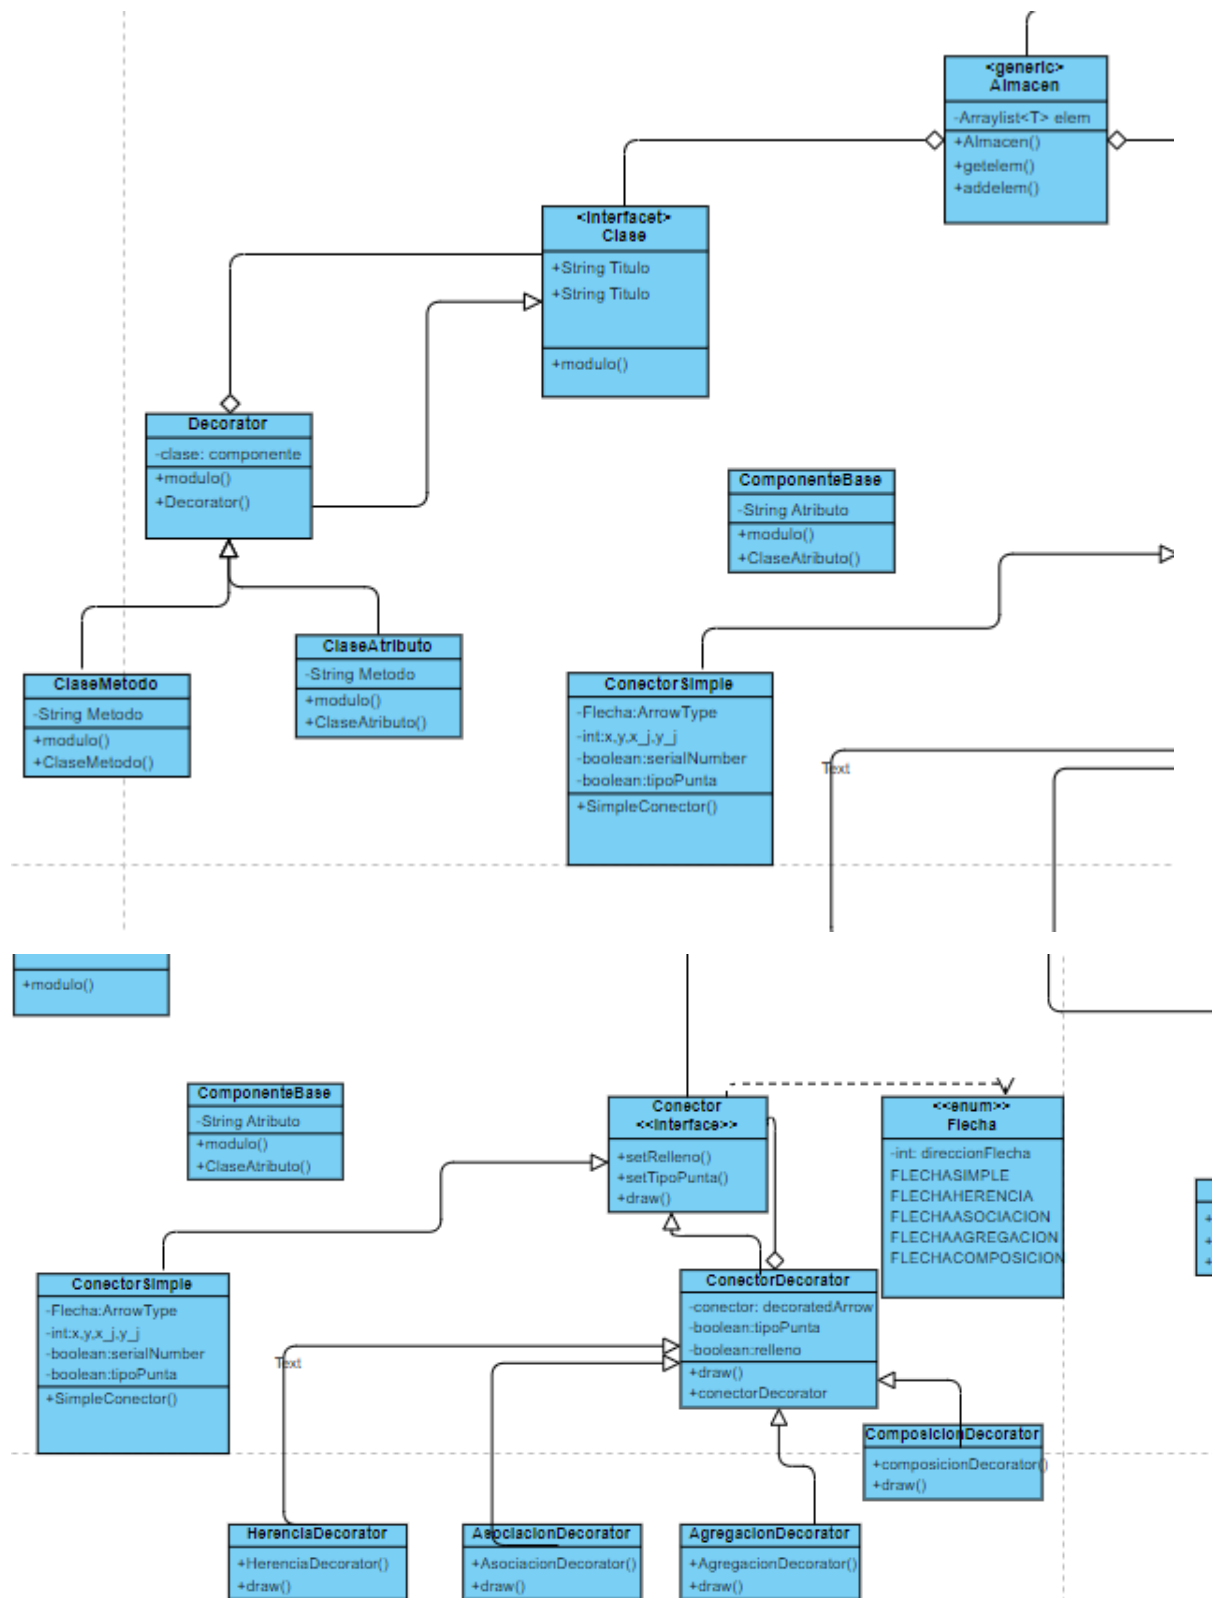 <generic>
Almacen
-Arraylist<T> elem
+Almacen()
+getelem()
+addelem()
<Interfacet>
Clase
+String Titulo
+String Titulo
+modulo()
Decorator
-clase: componente
+modulo()
+Decorator()
ComponenteBase
-String Atributo
+modulo()
+ClaseAtributo()
ClaseAtributo
-String Metodo
+modulo()
+ClaseAtributo()
ClaseMetodo
-String Metodo
+modulo()
+ClaseMetodo()
ConectorSimple
-Flecha:ArrowType
-int:x,y,x_j,y_j
-boolean:serialNumber
-boolean:tipoPunta
+SimpleConector()
Text
+modulo()
ComponenteBase
-String Atributo
+modulo()
+ClaseAtributo()
Conector
<<Interface>>
+setRelleno()
+setTipoPunta()
+draw()
<<enum>>
Flecha
-int: direccionFlecha
FLECHASIMPLE
FLECHAHERENCIA
FLECHAASOCIACION
FLECHAAGREGACION
FLECHACOMPOSICION
+
+
+
ConectorSimple
-Flecha:ArrowType
-int:x,y,x_j,y_j
-boolean:serialNumber
-boolean:tipoPunta
+SimpleConector()
Text
ConectorDecorator
-conector: decoratedArrow
-boolean:tipoPunta
-boolean:relleno
+draw()
+conectorDecorator
ComposicionDecorator
+composicionDecorator()
+draw()
HerenciaDecorator
+HerenciaDecorator()
+draw()
AsociacionDecorator
+AsociacionDecorator()
+draw()
AgregacionDecorator
+AgregacionDecorator()
+draw()